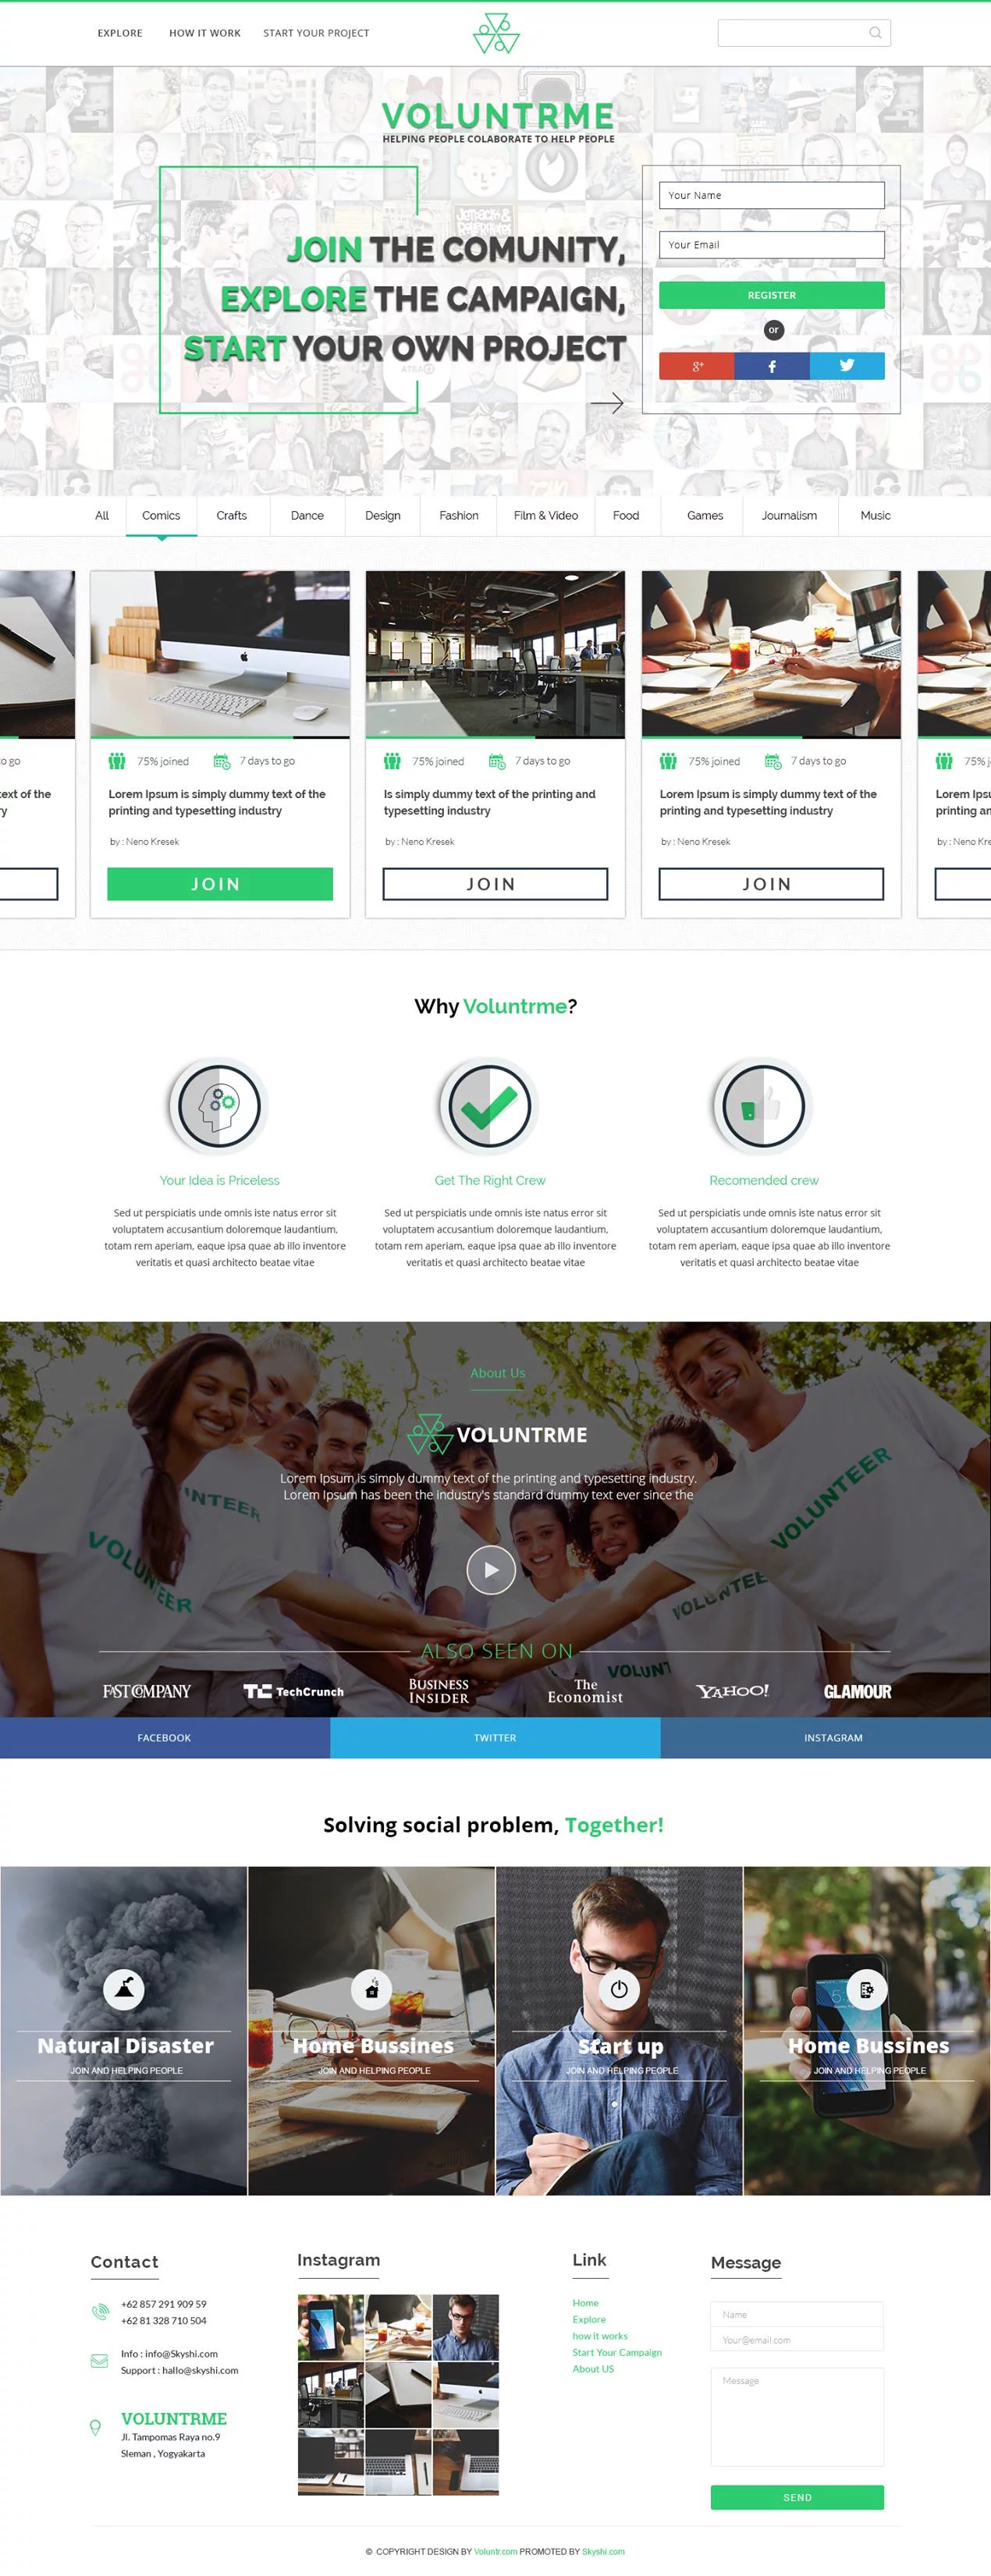 EXPLORE HOW IT WORK START YOUR PROJECT
VOLUNTRME
HELPING PEOPLE COLABORATE TO HELP PEOPLE
JOIN THE COMUNITY,
EXPLORE THE CAMPAIGN,
START YOUR OWN PROJECT
Your Name
Your Email
REGISTER
or
g+ f
All Comics Crafts Dance Design Fashion Film & Video Food Games Journalism Music
to go
75% joined 7 days to go
75% joined 7 days to go
75% joined 7 days to go
75% j
text of the
Lorem Ipsum is simply dummy text of the
printing and typesetting industry
by : Neno Kresek
JOIN
Is simply dummy text of the printing and
typesetting industry
by : Neno Kresek
JOIN
Lorem Ipsum is simply dummy text of the
printing and typesetting industry
by : Neno Kresek
JOIN
Lorem Ipsu
printing an
by : Neno Kre
Why Voluntrme?
Your Idea is Priceless
Sed ut perspiciatis unde omnis iste natus error sit
voluptatem accusantium doloremque laudantium,
totam rem aperiam, eaque ipsa quae ab illo inventore
veritatis et quasi architecto beatae vitae
Get The Right Crew
Sed ut perspiciatis unde omnis iste natus error sit
voluptatem accusantium doloremque laudantium,
totam rem aperiam, eaque ipsa quae ab illo inventore
veritatis et quasi architecto beatae vitae
Recomended crew
Sed ut perspiciatis unde omnis iste natus error sit
voluptatem accusantium doloremque laudantium,
totam rem aperiam, eaque ipsa quae ab illo inventore
veritatis et quasi architecto beatae vitae
About Us
VOLUNTRME
Lorem Ipsum is simply dummy text of the printing and typesetting industry.
Lorem Ipsum has been the industry's standard dummy text ever since the
VOLUNTEER
UNTEER
VOLUNTEER
VOLUNTEE
VOLUNT
ALSO SEEN ON
FAST COMPANY
TC TechCrunch
BUSINESS
INSIDER
The
Economist
YAHOO!
GLAMOUR
FACEBOOK TWITTER INSTAGRAM
Solving social problem, Together!
Natural Disaster
JOIN AND HELPING PEOPLE
Home Bussines
JOIN AND HELPING PEOPLE
Start up
JOIN AND HELPING PEOPLE
Home Bussines
JOIN AND HELPING PEOPLE
Contact
+62 857 291 909 59
+62 81 328 710 504
Info : info@Skyshi.com
Support : hallo@skyshi.com
VOLUNTRME
Jl. Tampomas Raya no.9
Sleman , Yogyakarta
Instagram
Link
Home
Explore
how it works
Start Your Campaign
About US
Message
Name
Your@email.com
Message
SEND
© COPYRIGHT DESIGN BY Voluntr.com PROMOTED BY Skyshi.com